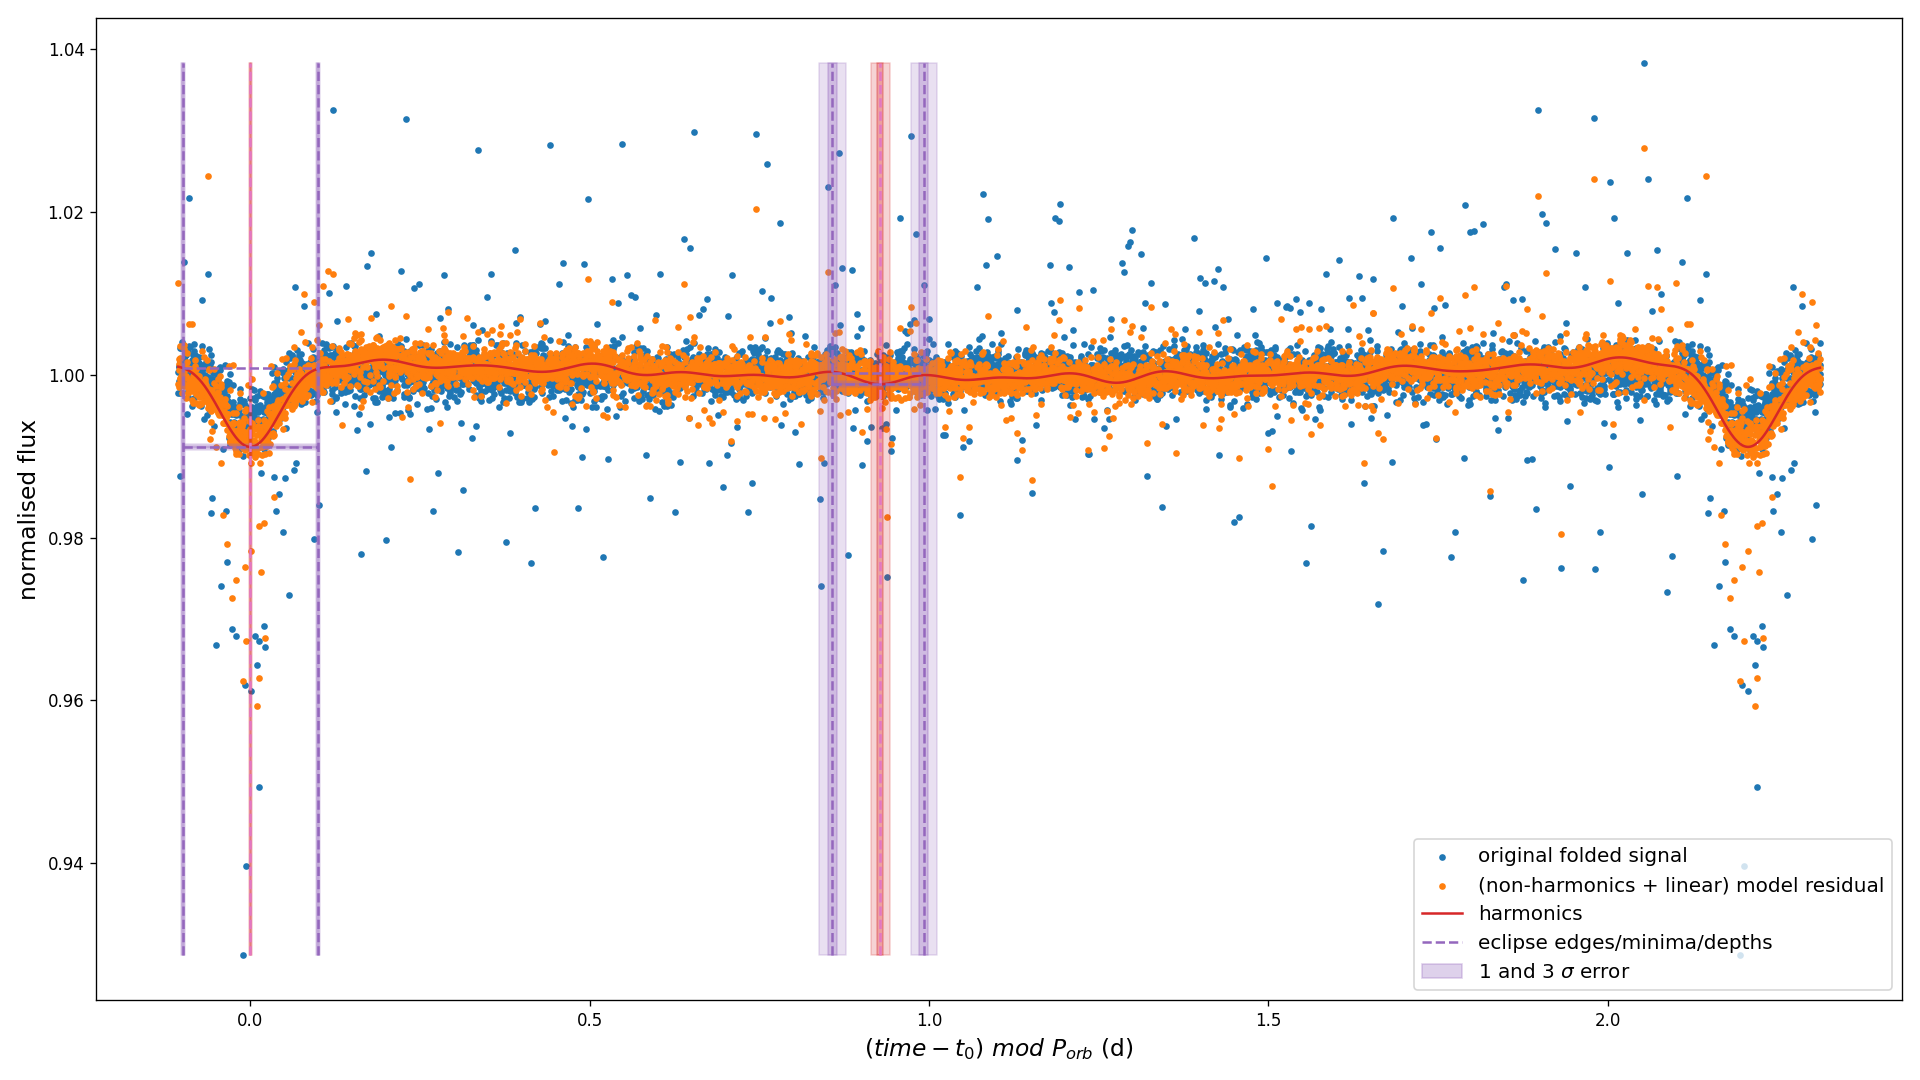 1.04
1.02
1.00
0.98
0.96
0.94
normalised flux
0.0
0.5
1.0
1.5
2.0
(time − t₀) mod P_orb (d)
original folded signal
(non-harmonics + linear) model residual
harmonics
eclipse edges/minima/depths
1 and 3 σ error